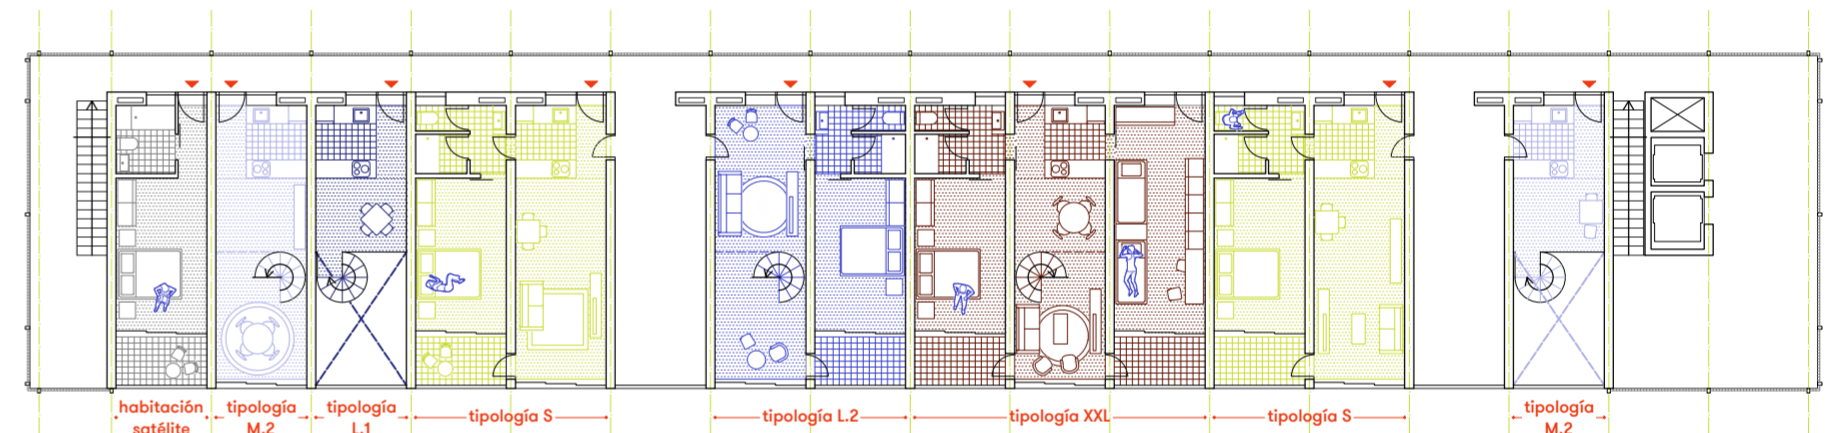 habitación
satélite
tipología
M.2
tipología
L.1
tipología S
tipología L.2
tipología XXL
tipología S
tipología
M.2